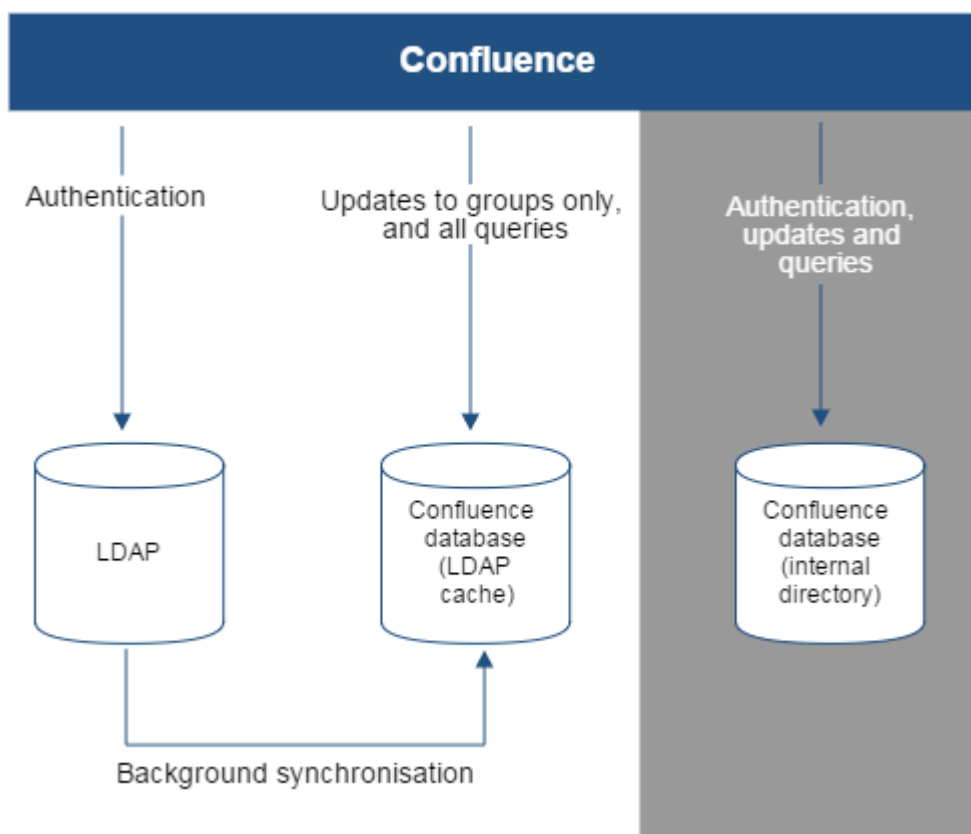 Confluence
Authentication
Updates to groups only,
and all queries
Authentication,
updates and
queries
LDAP
Confluence
database
(LDAP
cache)
Confluence
database
(internal
directory)
Background synchronisation